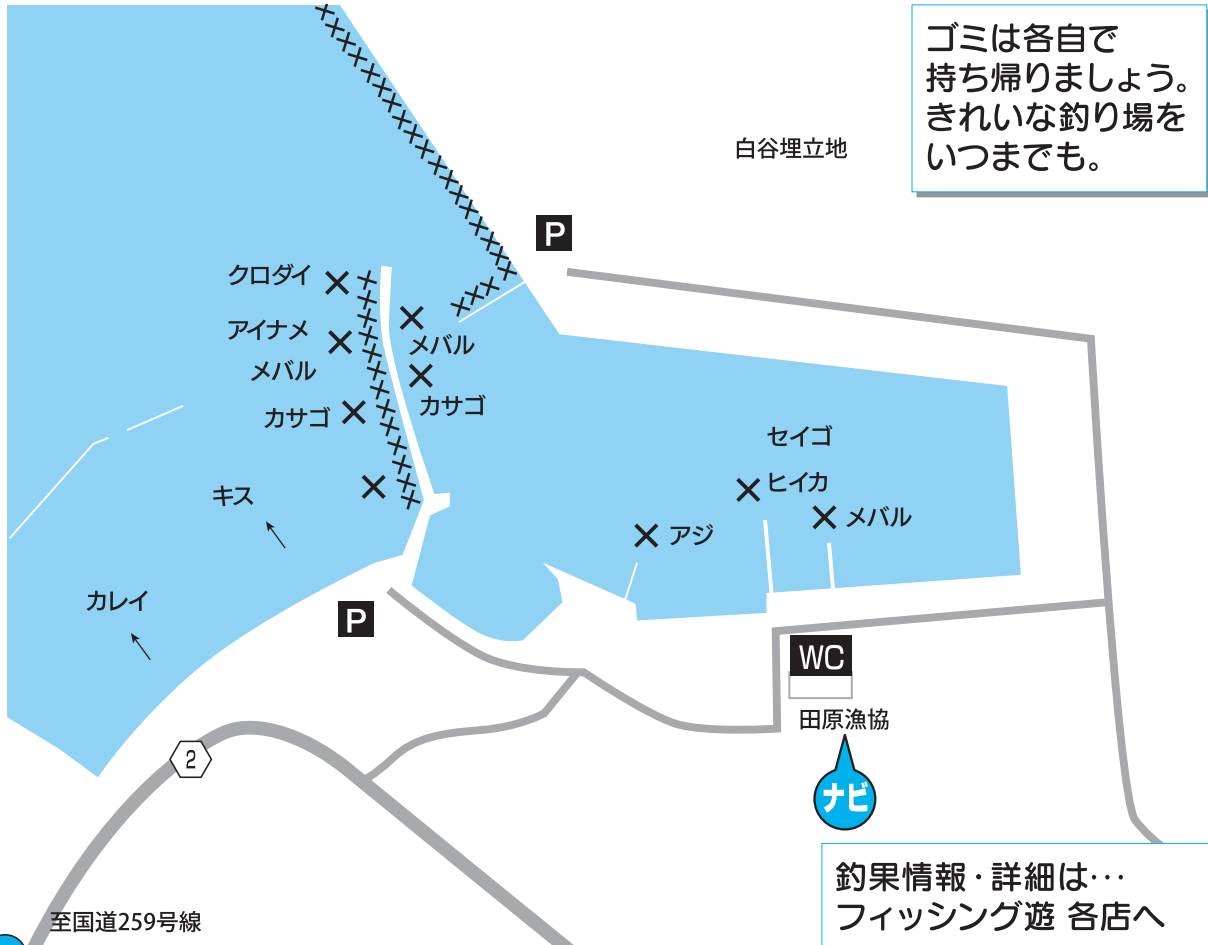 ゴミは各自で
持ち帰りましょう。
きれいな釣り場を
いつまでも。
白谷埋立地
P
クロダイ
アイナメ
メバル
メバル
カサゴ
カサゴ
セイゴ
キス
ヒイカ
メバル
アジ
カレイ
P
WC
田原漁協
2
ナビ
釣果情報・詳細は…
フィッシング遊 各店へ
至国道259号線